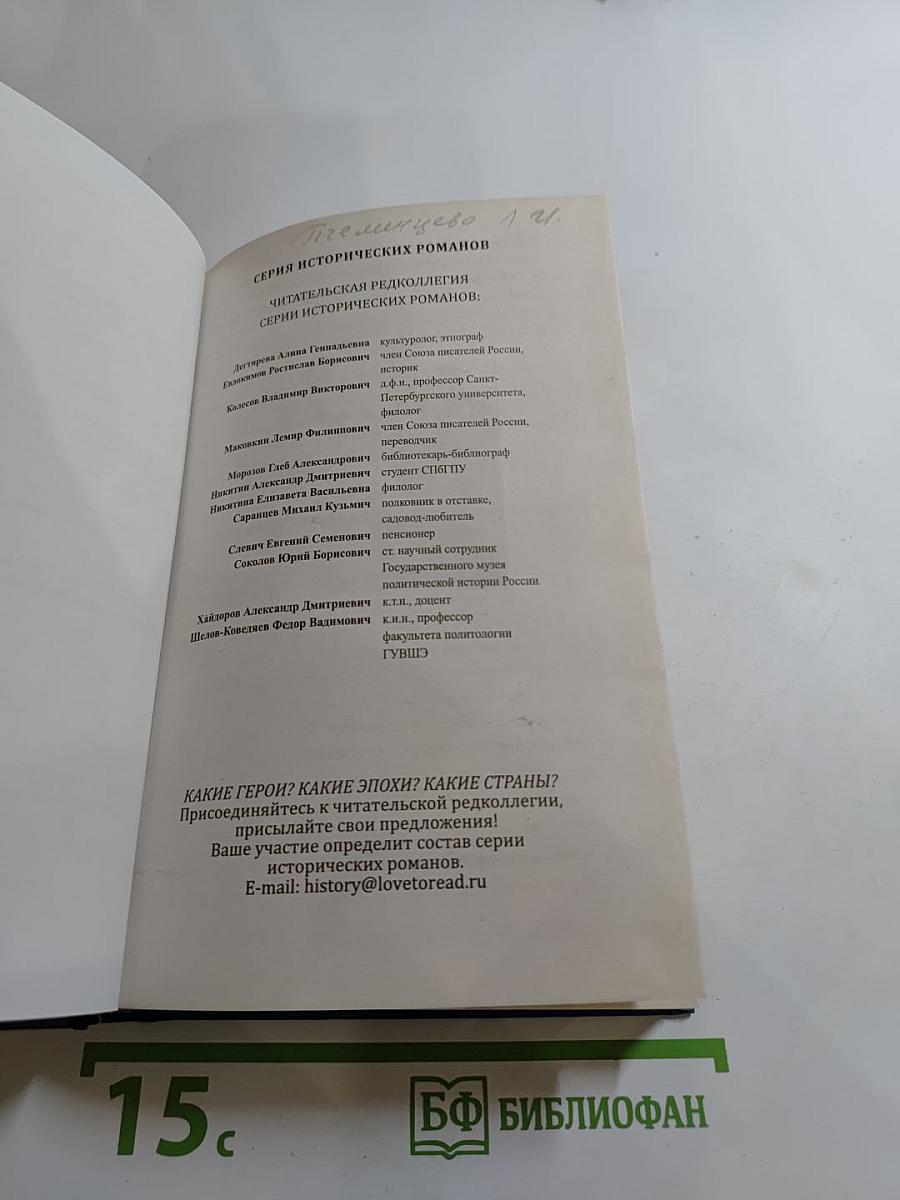 СЕРИЯ ИСТОРИЧЕСКИХ РОМАНОВ
ЧИТАТЕЛЬСКАЯ РЕДКОЛЛЕГИЯ
СЕРИИ ИСТОРИЧЕСКИХ РОМАНОВ:
Дегтярева Алина Геннадьевна культуролог, этнограф
Евдокимов Ростислав Борисович член Союза писателей России,
историк
Колесов Владимир Викторович д.ф.н., профессор Санкт-
Петербургского университета,
филолог
Маковкин Лемир Филиппович член Союза писателей России,
переводчик
Морозов Глеб Александрович библиотекарь-библиограф
Никитин Александр Дмитриевич студент СПбГПУ
Никитина Елизавета Васильевна филолог
Саранцев Михаил Кузьмич полковник в отставке,
садовод-любитель
Слевич Евгений Семенович пенсионер
Соколов Юрий Борисович ст. научный сотрудник
Государственного музея
политической истории России
Хайдоров Александр Дмитриевич к.т.н., доцент
Шелов-Коведяев Федор Вадимович к.и.н., профессор
факультета политологии
ГУВШЭ
КАКИЕ ГЕРОИ? КАКИЕ ЭПОХИ? КАКИЕ СТРАНЫ?
Присоединяйтесь к читательской редколлегии,
присылайте свои предложения!
Ваше участие определит состав серии
исторических романов.
E-mail: history@lovetoread.ru
15 с
БФ БИБЛИОФАН